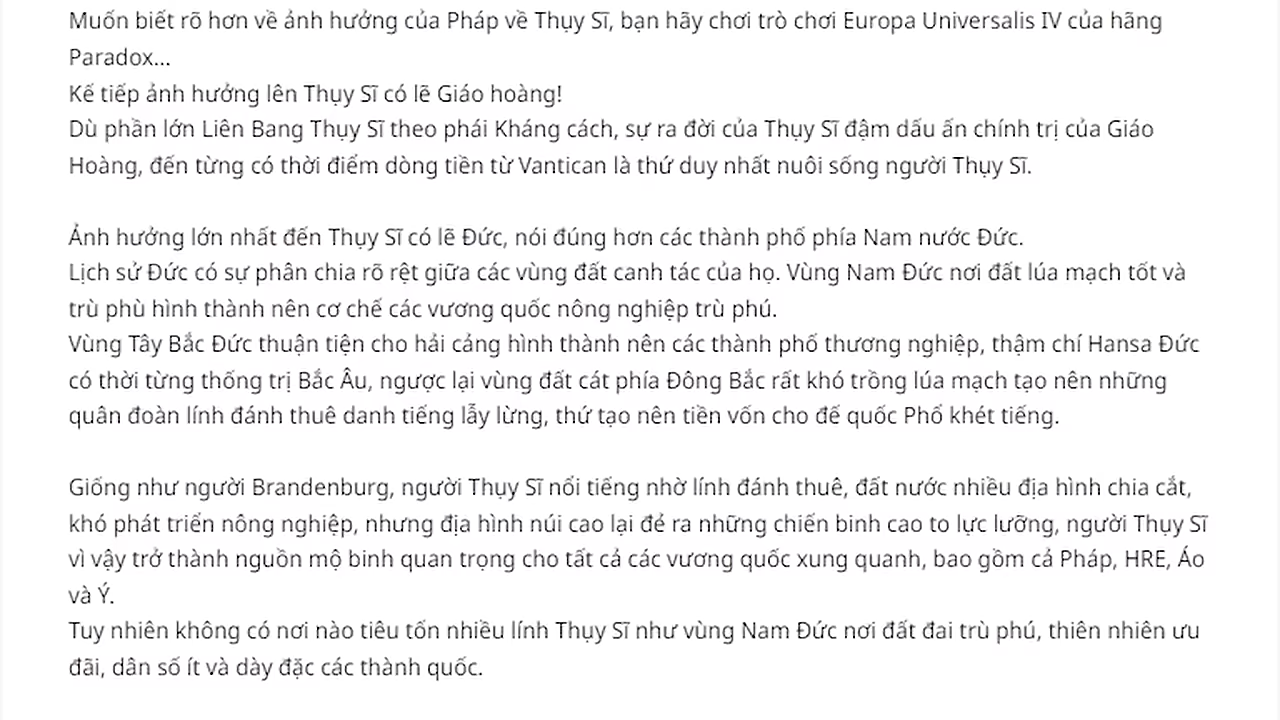 Muốn biết rõ hơn về ảnh hưởng của Pháp về Thụy Sĩ, bạn hãy chơi trò chơi Europa Universalis IV của hãng
Paradox...
Kế tiếp ảnh hưởng lên Thụy Sĩ có lẽ Giáo hoàng!
Dù phần lớn Liên Bang Thụy Sĩ theo phái Kháng cách, sự ra đời của Thụy Sĩ đậm dấu ấn chính trị của Giáo
Hoàng, đến từng có thời điểm dòng tiền từ Vantican là thứ duy nhất nuôi sống người Thụy Sĩ.
Ảnh hưởng lớn nhất đến Thụy Sĩ có lẽ Đức, nói đúng hơn các thành phố phía Nam nước Đức.
Lịch sử Đức có sự phân chia rõ rệt giữa các vùng đất canh tác của họ. Vùng Nam Đức nơi đất lúa mạch tốt và
trù phù hình thành nên cơ chế các vương quốc nông nghiệp trù phú.
Vùng Tây Bắc Đức thuận tiện cho hải cảng hình thành nên các thành phố thương nghiệp, thậm chí Hansa Đức
có thời từng thống trị Bắc Âu, ngược lại vùng đất cát phía Đông Bắc rất khó trồng lúa mạch tạo nên những
quân đoàn lính đánh thuê danh tiếng lẫy lừng, thứ tạo nên tiền vốn cho đế quốc Phổ khét tiếng.
Giống như người Brandenburg, người Thụy Sĩ nổi tiếng nhờ lính đánh thuê, đất nước nhiều địa hình chia cắt,
khó phát triển nông nghiệp, nhưng địa hình núi cao lại đẻ ra những chiến binh cao to lực lưỡng, người Thụy Sĩ
vì vậy trở thành nguồn mộ binh quan trọng cho tất cả các vương quốc xung quanh, bao gồm cả Pháp, HRE, Áo
và Ý.
Tuy nhiên không có nơi nào tiêu tốn nhiều lính Thụy Sĩ như vùng Nam Đức nơi đất đai trù phú, thiên nhiên ưu
đãi, dân số ít và dày đặc các thành quốc.